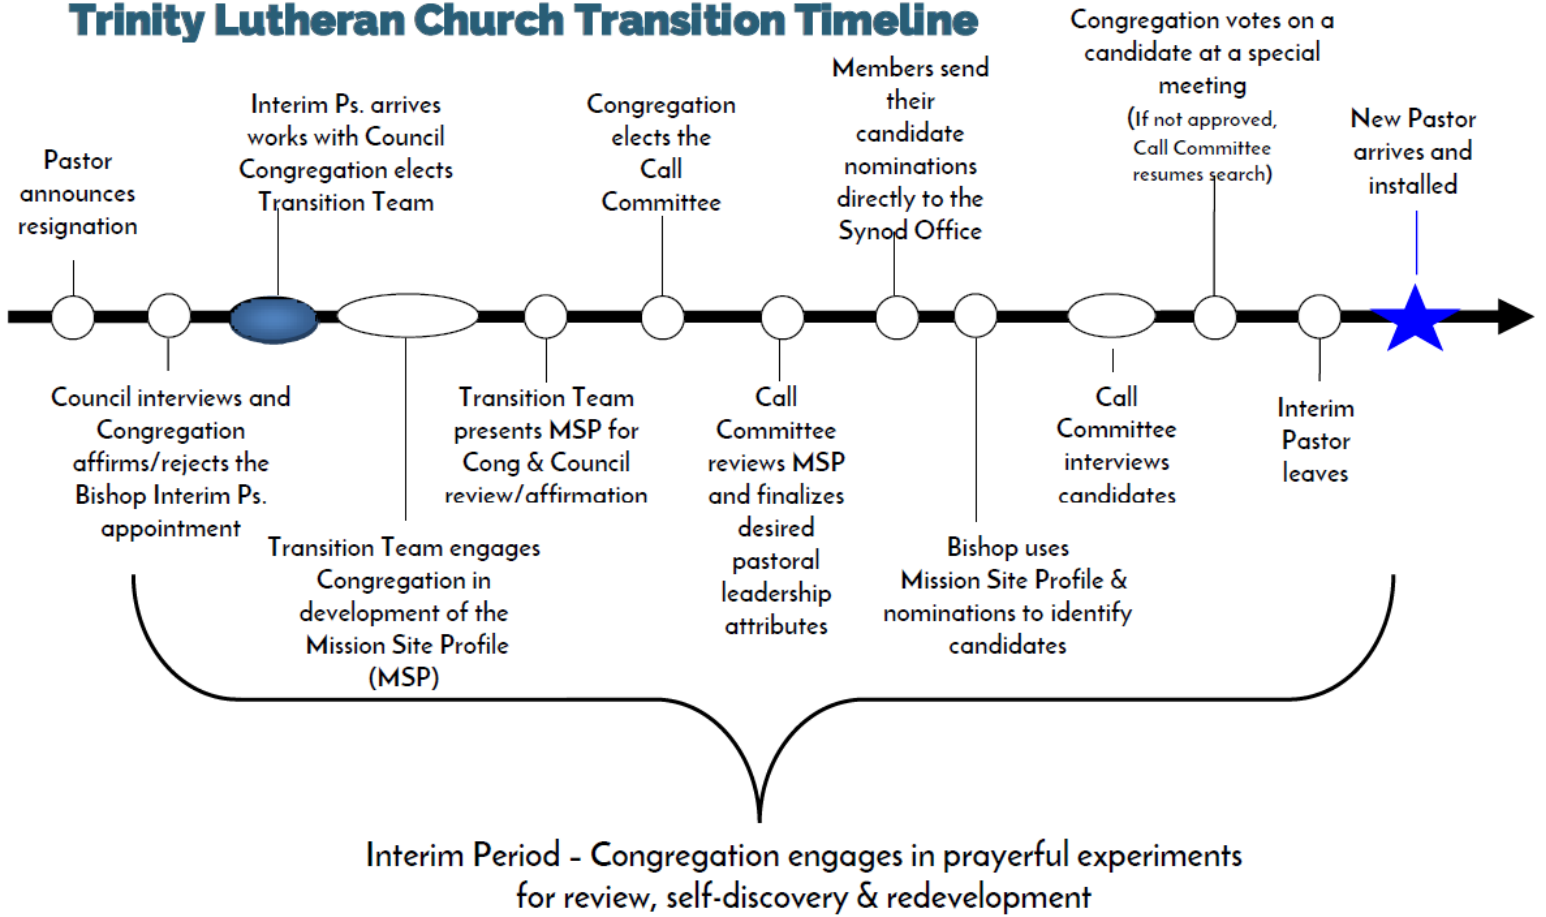 Trinity Lutheran Church Transition Timeline
Pastor
announces
resignation
Council interviews and
Congregation
affirms/rejects the
Bishop Interim Ps.
appointment
Interim Ps. arrives
works with Council
Congregation elects
Transition Team
Transition Team engages
Congregation in
development of the
Mission Site Profile
(MSP)
Transition Team
presents MSP for
Cong & Council
review/affirmation
Congregation
elects the
Call
Committee
Call
Committee
reviews MSP
and finalizes
desired
pastoral
leadership
attributes
Members send
their
candidate
nominations
directly to the
Synod Office
Bishop uses
Mission Site Profile &
nominations to identify
candidates
Call
Committee
interviews
candidates
Congregation votes on a
candidate at a special
meeting
(If not approved,
Call Committee
resumes search)
Interim
Pastor
leaves
New Pastor
arrives and
installed
Interim Period – Congregation engages in prayerful experiments
for review, self-discovery & redevelopment